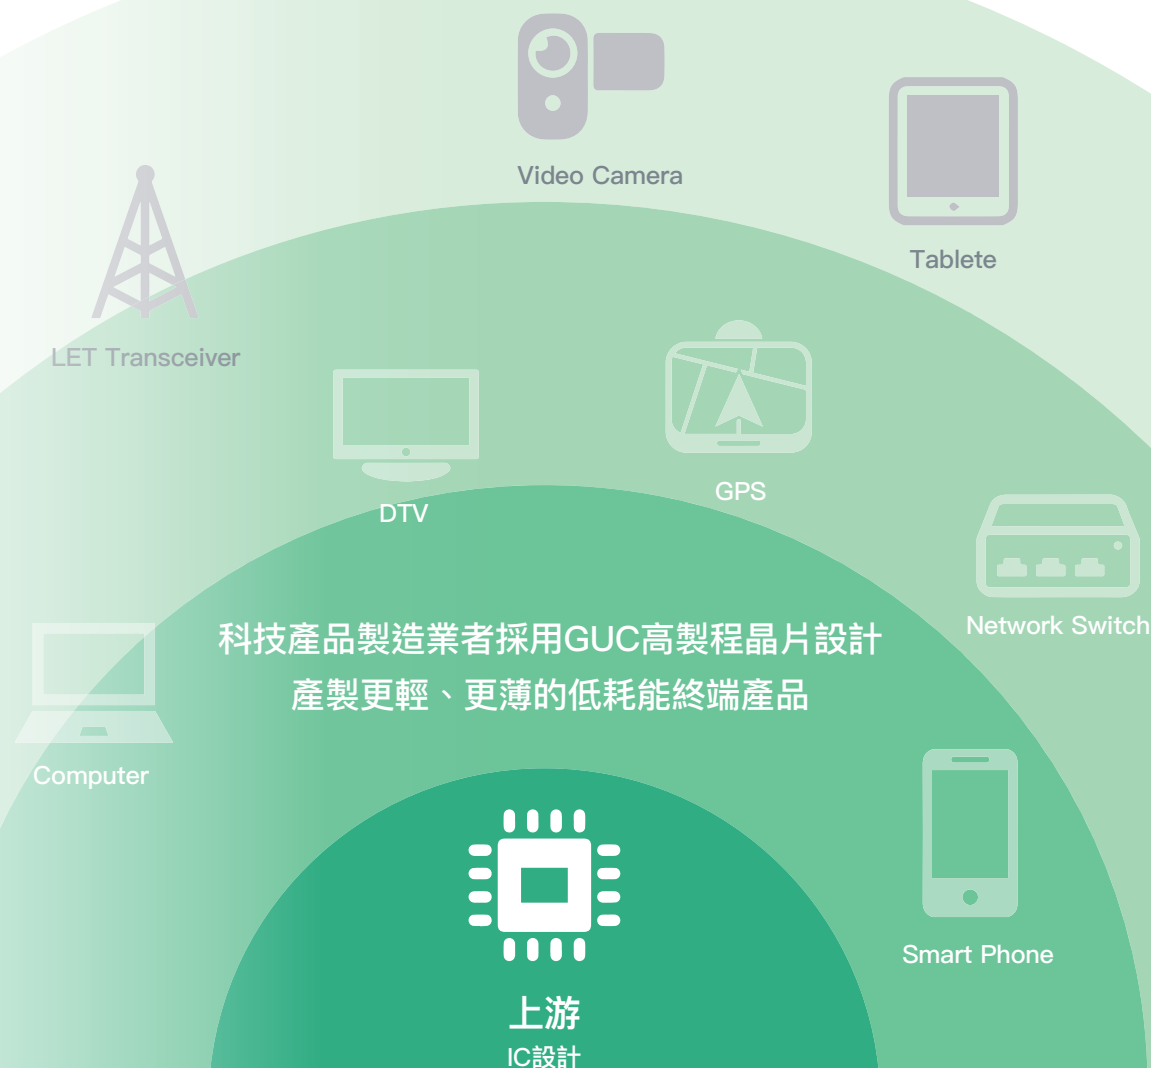 Video Camera
Tablete
LET Transceiver
GPS
DTV
科技產品製造業者採用GUC高製程晶片設計
Network Switch
產製更輕、更薄的低耗能終端產品
Computer
Smart Phone
上游
IC設計